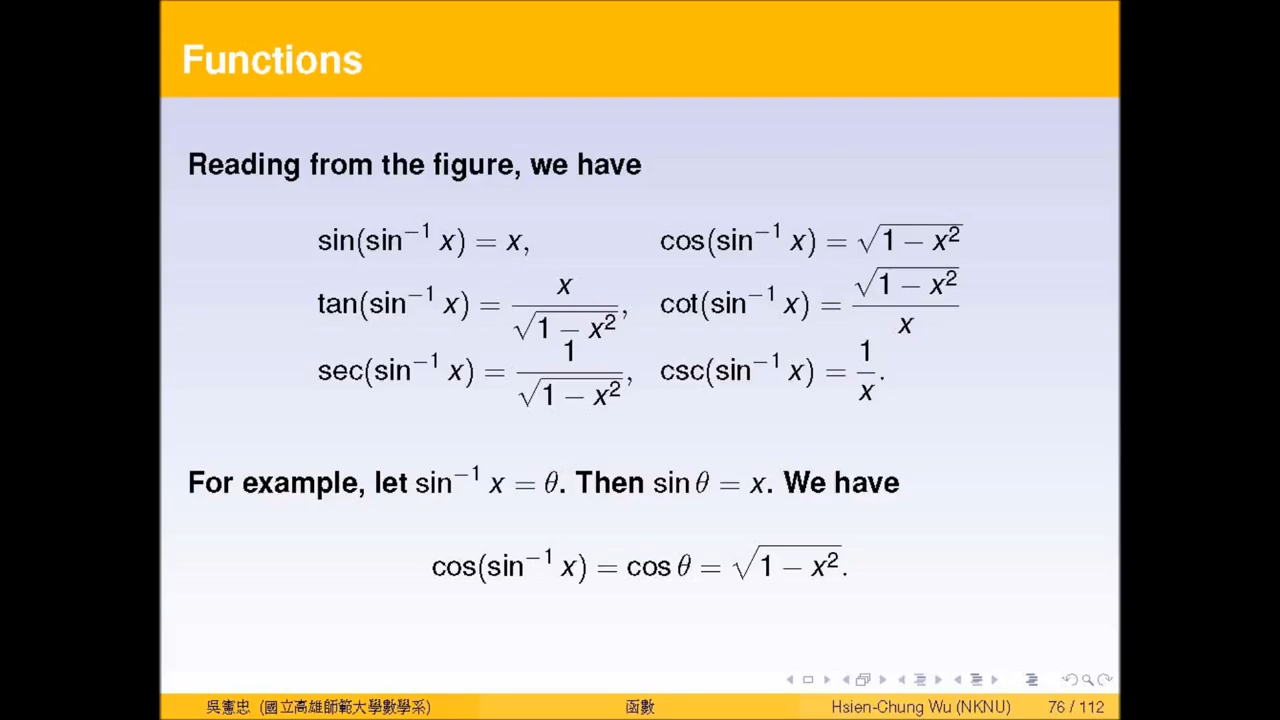 Functions
Reading from the figure, we have
sin(sin⁻¹ x) = x, cos(sin⁻¹ x) = √(1 − x²)
tan(sin⁻¹ x) = x/√(1 − x²), cot(sin⁻¹ x) = √(1 − x²)/x
sec(sin⁻¹ x) = 1/√(1 − x²), csc(sin⁻¹ x) = 1/x.
For example, let sin⁻¹ x = θ. Then sin θ = x. We have
cos(sin⁻¹ x) = cos θ = √(1 − x²).
吳憲忠 (國立高雄師範大學數學系) 函數 Hsien-Chung Wu (NKNU) 76 / 112